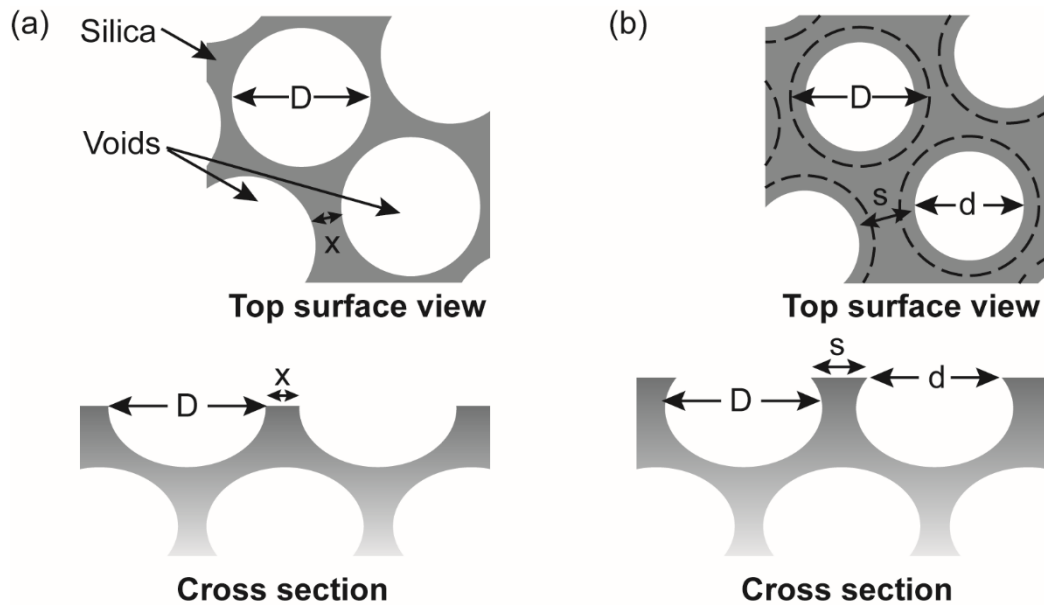 (a)
Silica
D
Voids
x
Top surface view
x
D
Cross section
(b)
D
s
d
Top surface view
s
D
d
Cross section